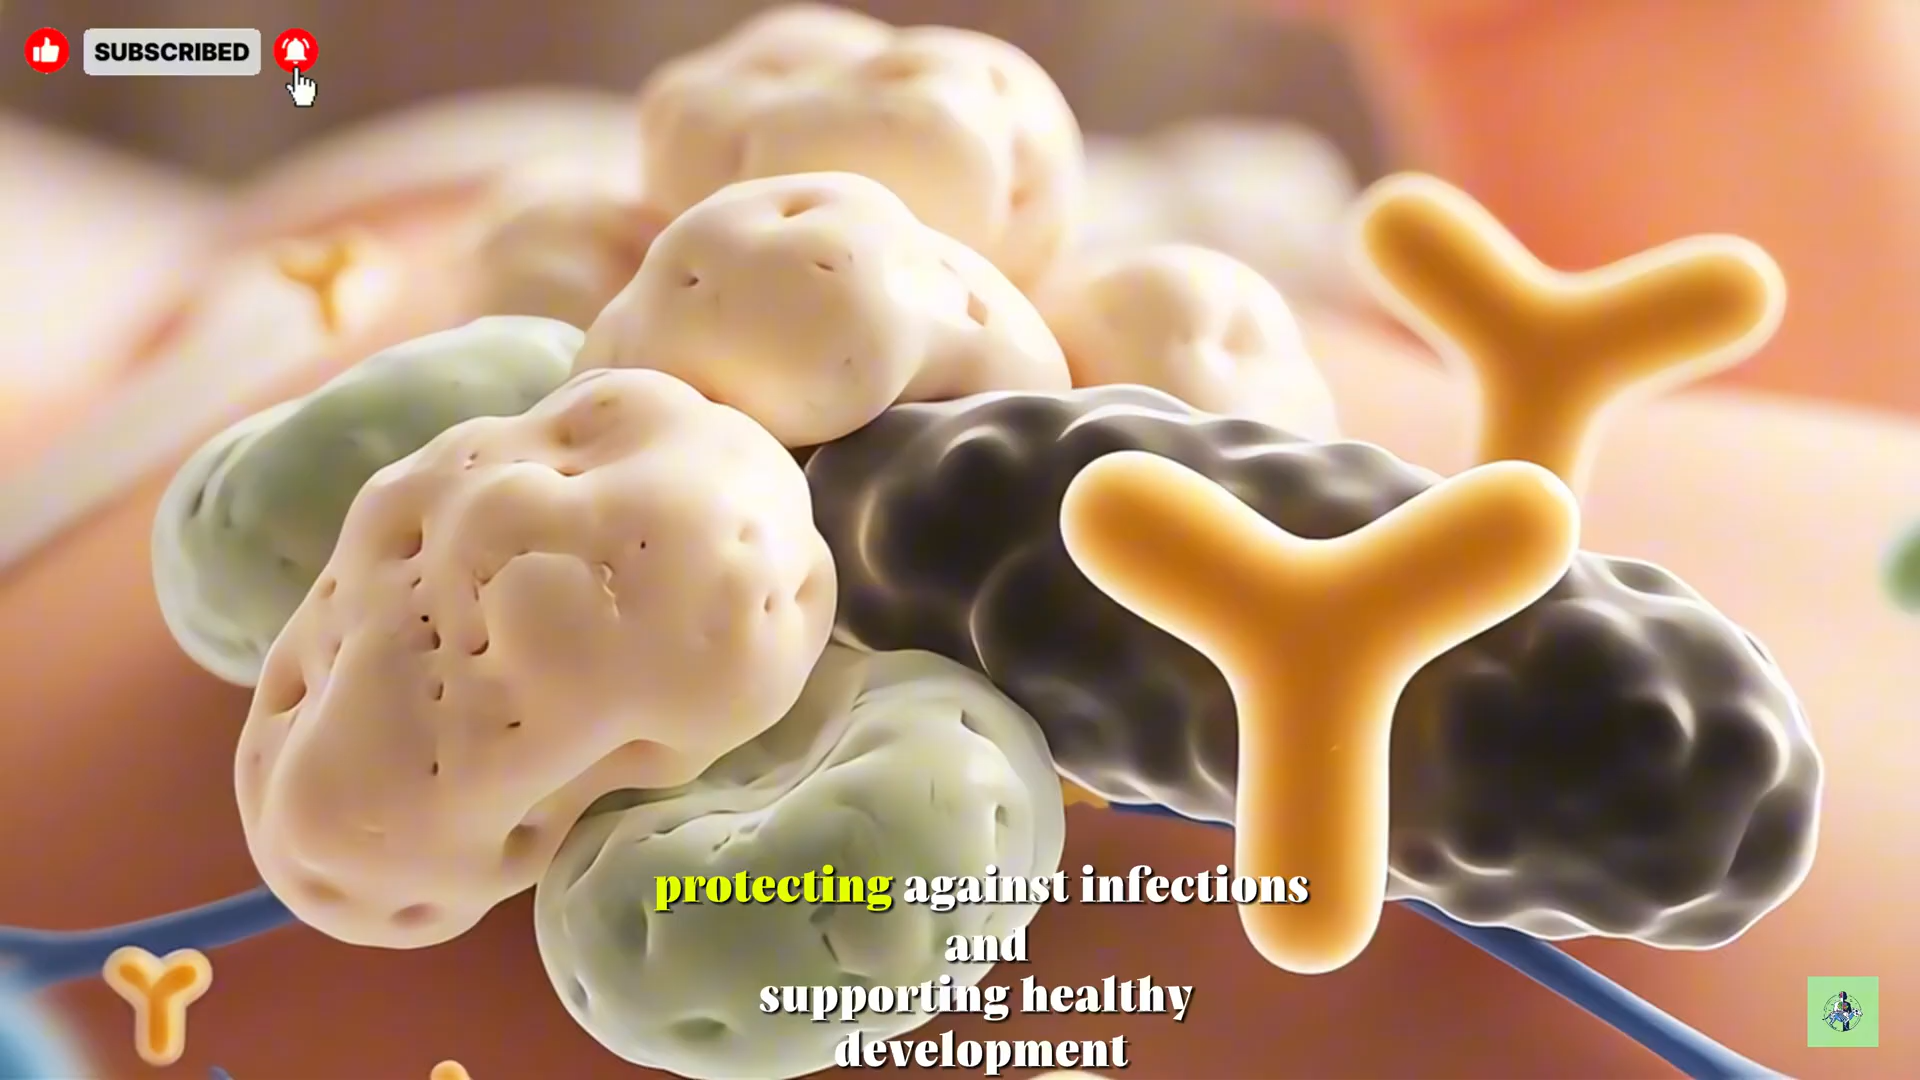 SUBSCRIBED
protecting against infections
and
supporting healthy
development